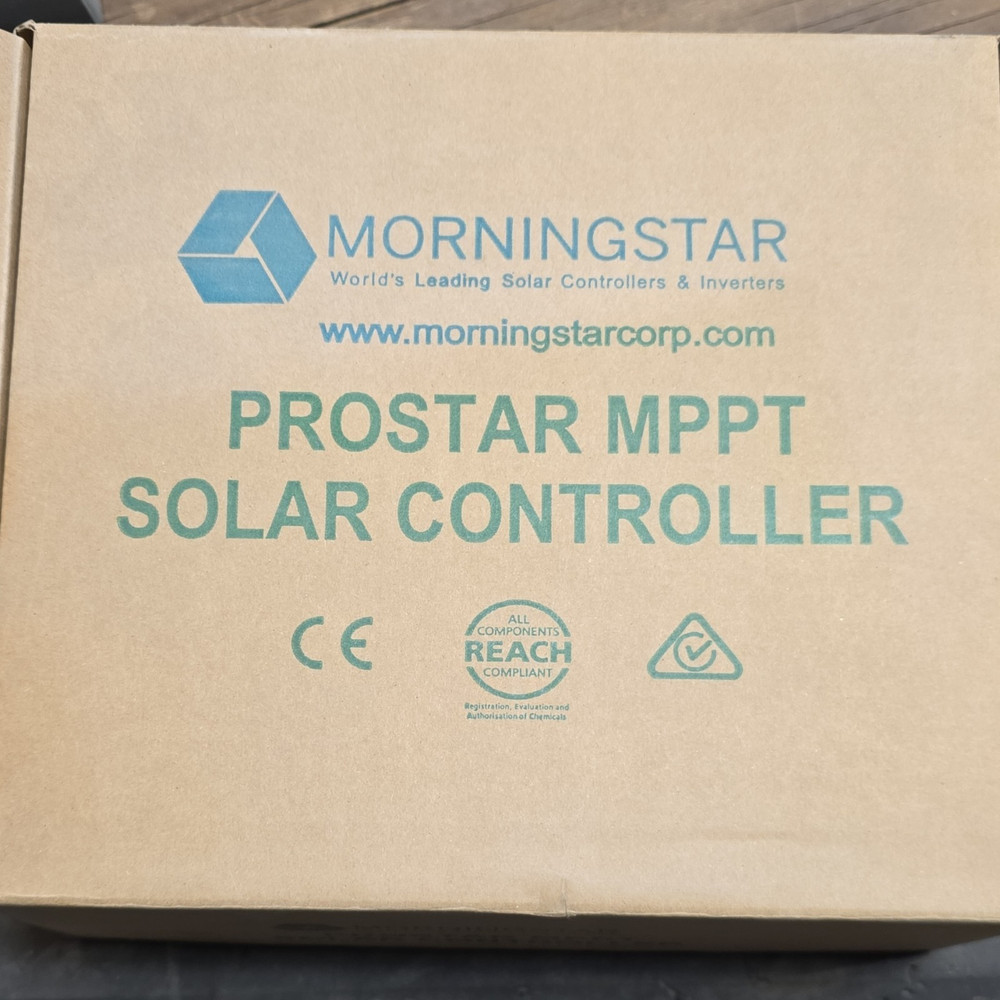 MORNINGSTAR
World's Leading Solar Controllers & Inverters
www.morningstarcorp.com
PROSTAR MPPT
SOLAR CONTROLLER
CE
ALL
COMPONENTS
REACH
COMPLIANT
Registration, Evaluation and
Authorisation of Chemicals